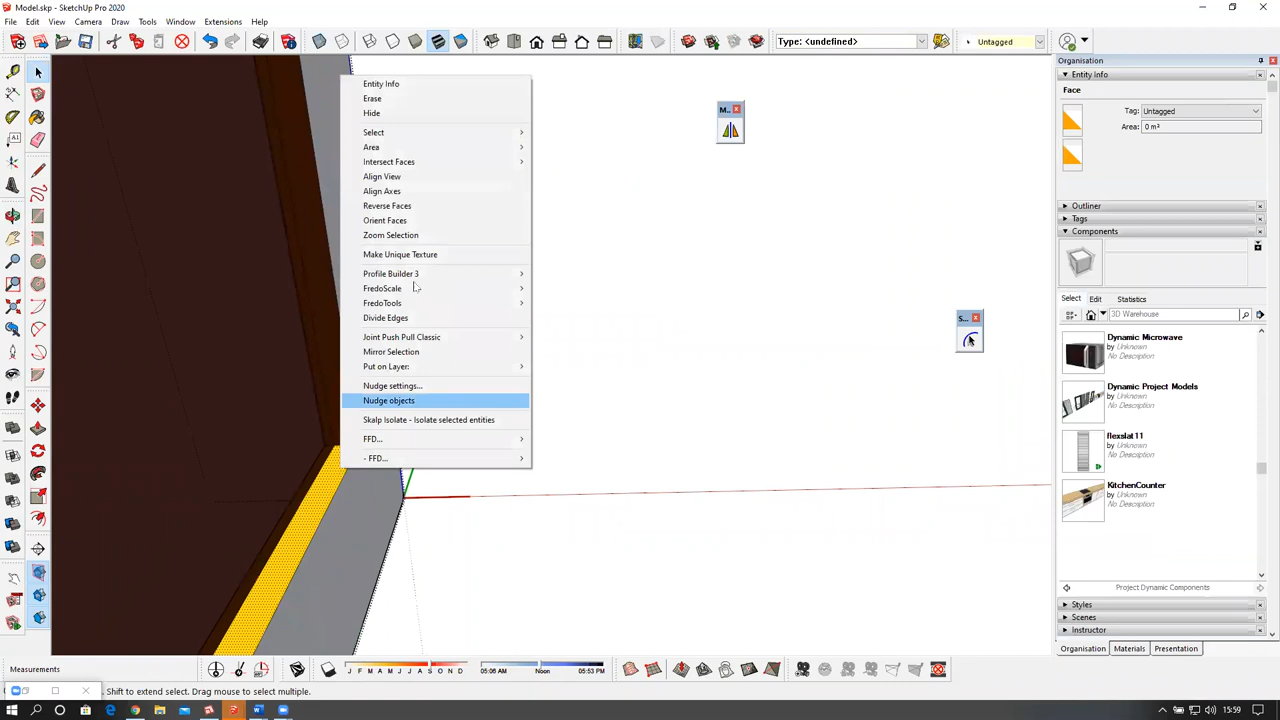 Model.skp - SketchUp Pro 2020
File Edit View Camera Draw Tools Window Extensions Help
Type: <undefined>
Untagged
Entity Info
Erase
Hide
Select
Area
Intersect Faces
Align View
Align Axes
Reverse Faces
Orient Faces
Zoom Selection
Make Unique Texture
Profile Builder 3
FredoScale
FredoTools
Divide Edges
Joint Push Pull Classic
Mirror Selection
Put on Layer:
Nudge settings...
Nudge objects
Skalp Isolate - Isolate selected entities
FFD...
- FFD...
M..
S...
Organisation
Entity Info
Face
Tag: Untagged
Area: 0 m²
Outliner
Tags
Components
Select Edit Statistics
3D Warehouse
Dynamic Microwave
by Unknown
No Description
Dynamic Project Models
by Unknown
No Description
flexslat11
by Unknown
No Description
KitchenCounter
by Unknown
No Description
Project Dynamic Components
Styles
Scenes
Instructor
Organisation Materials Presentation
Measurements
J F M A M J J A S O N D
05:06 AM Noon 05:53 PM
Shift to extend select. Drag mouse to select multiple.
15:59